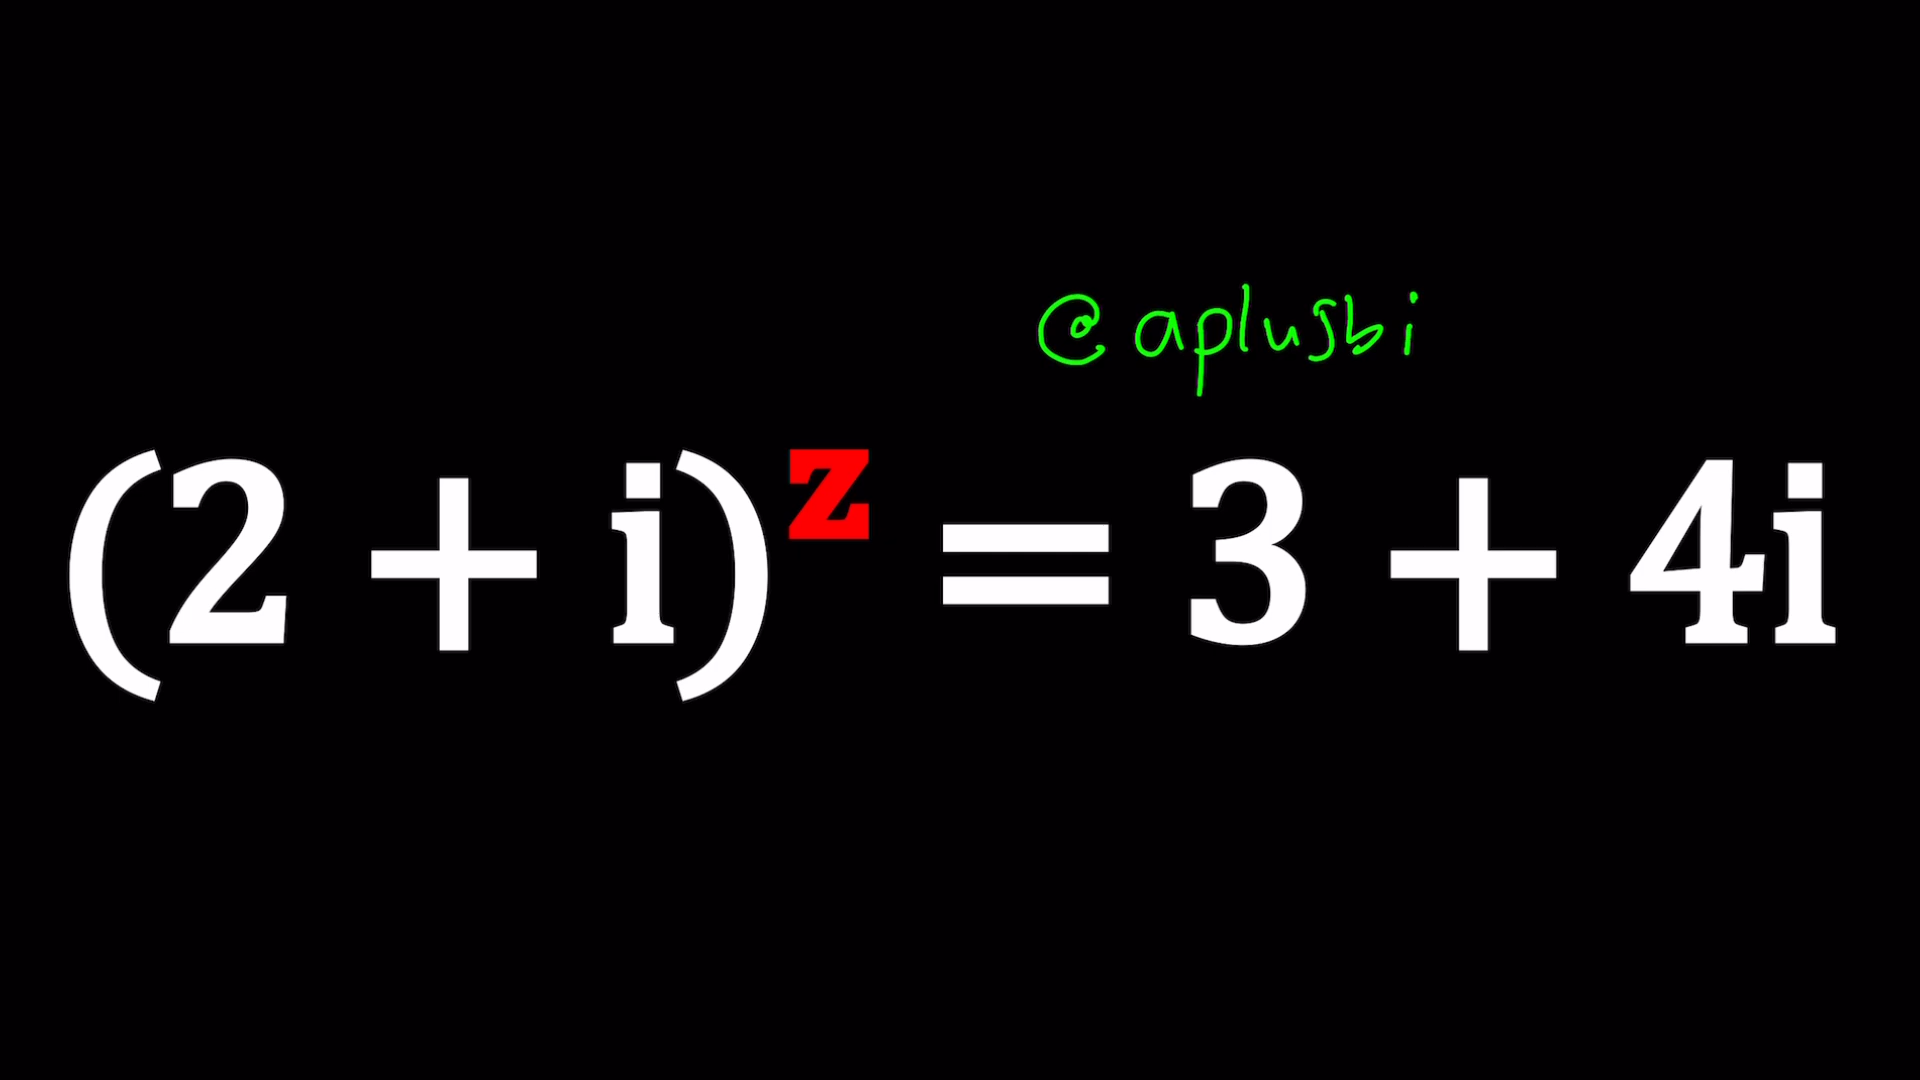 @aplusbi
(2 + i)ᶻ = 3 + 4i